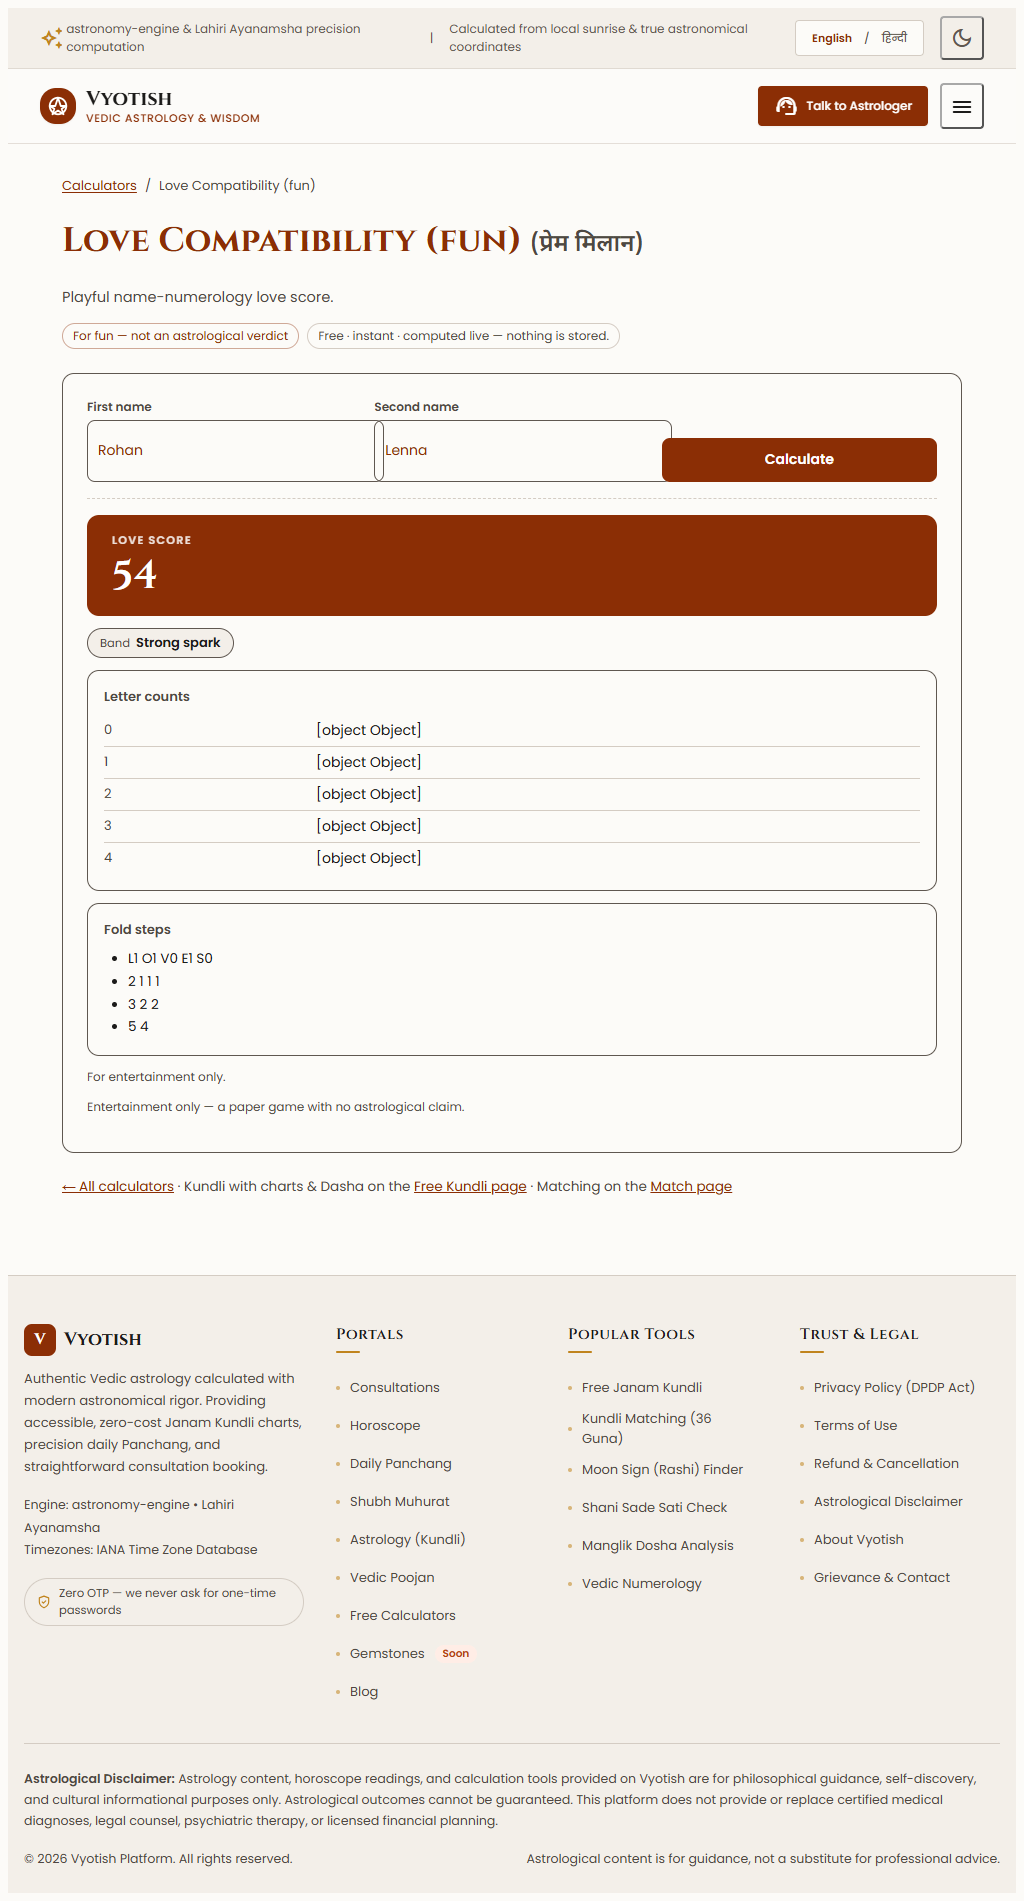 astronomy-engine & Lahiri Ayanamsha precision computation
|
Calculated from local sunrise & true astronomical coordinates
English / हिन्दी
Vyotish
VEDIC ASTROLOGY & WISDOM
Talk to Astrologer
Calculators / Love Compatibility (fun)
Love Compatibility (fun) (प्रेम मिलान)
Playful name-numerology love score.
For fun — not an astrological verdict
Free · instant · computed live — nothing is stored.
First name
Second name
Rohan
Lenna
Calculate
LOVE SCORE
54
Band Strong spark
Letter counts
0 [object Object]
1 [object Object]
2 [object Object]
3 [object Object]
4 [object Object]
Fold steps
L1 O1 V0 E1 S0
2 1 1 1
3 2 2
5 4
For entertainment only.
Entertainment only — a paper game with no astrological claim.
← All calculators · Kundli with charts & Dasha on the Free Kundli page · Matching on the Match page
V Vyotish
Authentic Vedic astrology calculated with
modern astronomical rigor. Providing
accessible, zero-cost Janam Kundli charts,
precision daily Panchang, and
straightforward consultation booking.
Engine: astronomy-engine • Lahiri
Ayanamsha
Timezones: IANA Time Zone Database
Zero OTP — we never ask for one-time
passwords
Portals
Consultations
Horoscope
Daily Panchang
Shubh Muhurat
Astrology (Kundli)
Vedic Poojan
Free Calculators
Gemstones Soon
Blog
Popular Tools
Free Janam Kundli
Kundli Matching (36
Guna)
Moon Sign (Rashi) Finder
Shani Sade Sati Check
Manglik Dosha Analysis
Vedic Numerology
Trust & Legal
Privacy Policy (DPDP Act)
Terms of Use
Refund & Cancellation
Astrological Disclaimer
About Vyotish
Grievance & Contact
Astrological Disclaimer: Astrology content, horoscope readings, and calculation tools provided on Vyotish are for philosophical guidance, self-discovery,
and cultural informational purposes only. Astrological outcomes cannot be guaranteed. This platform does not provide or replace certified medical
diagnoses, legal counsel, psychiatric therapy, or licensed financial planning.
© 2026 Vyotish Platform. All rights reserved.
Astrological content is for guidance, not a substitute for professional advice.